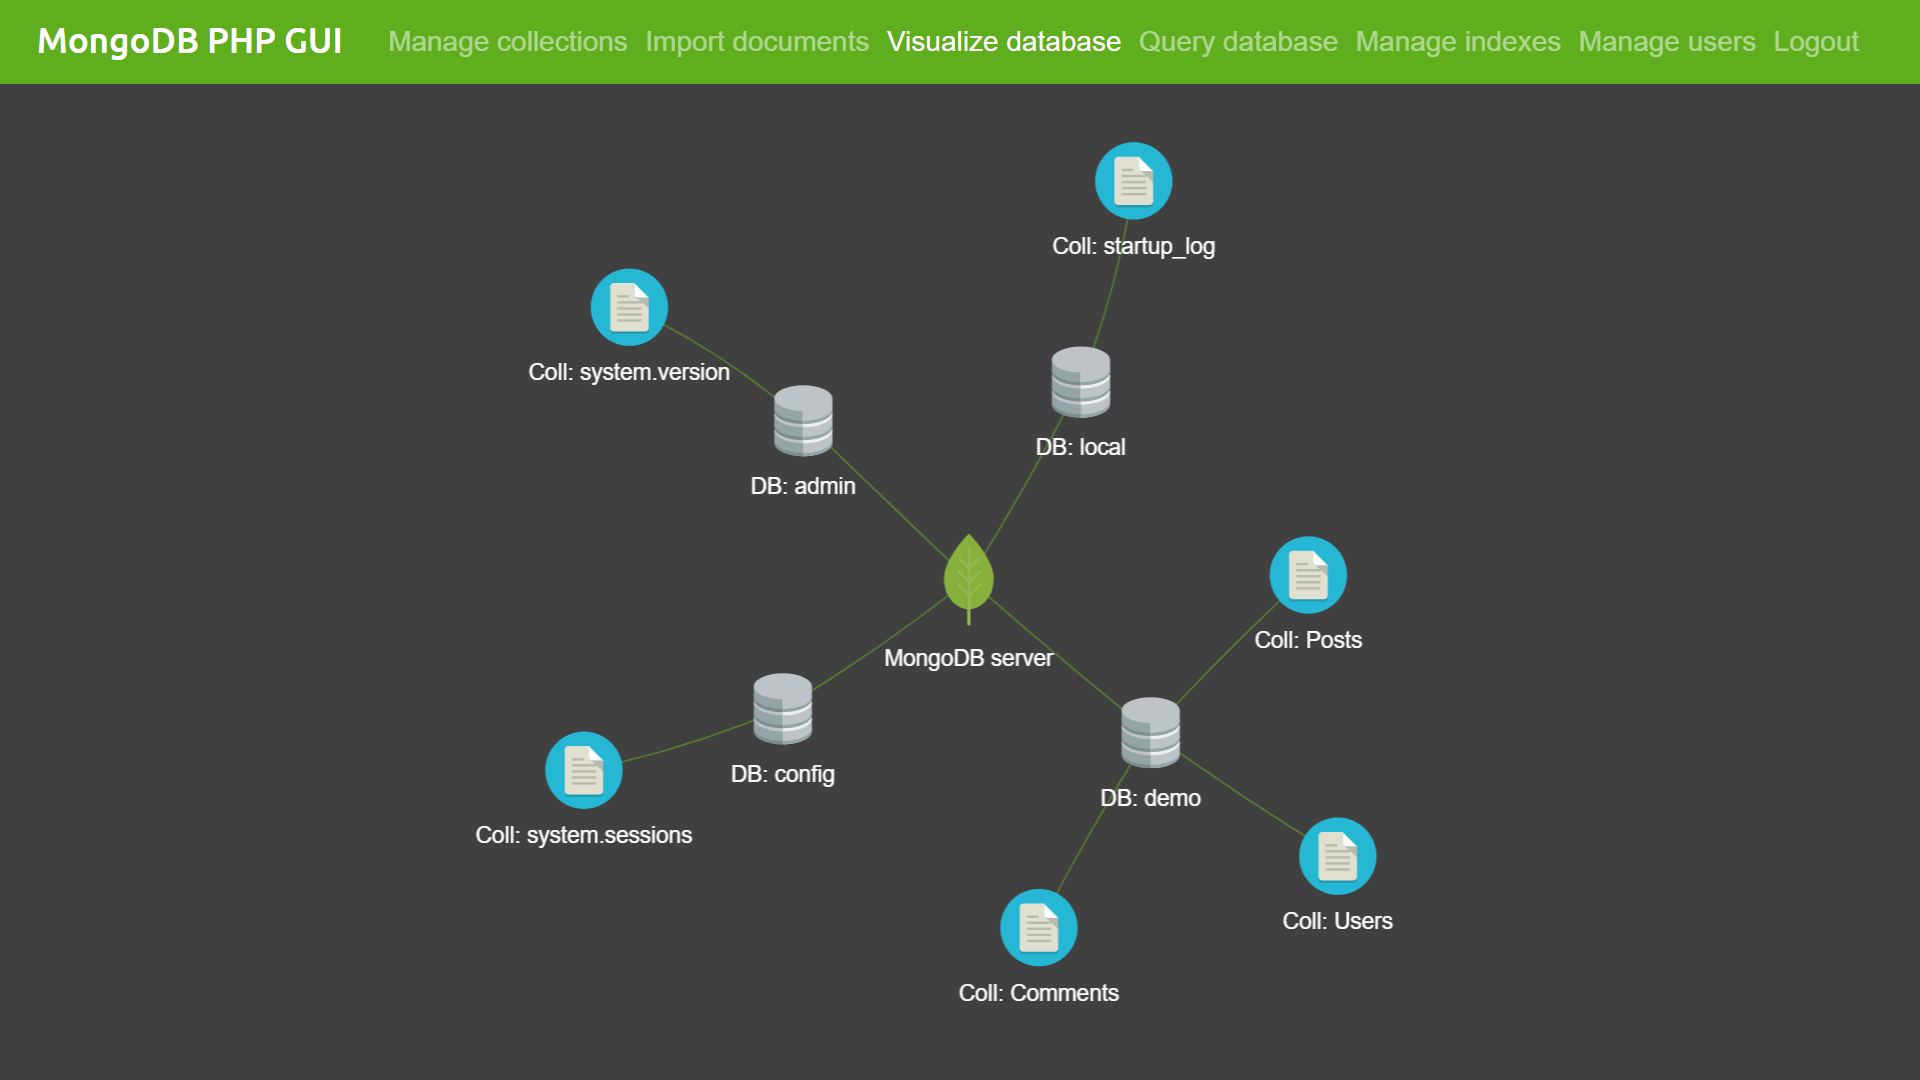 MongoDB PHP GUI Manage collections Import documents Visualize database Query database Manage indexes Manage users Logout
Coll: startup_log
Coll: system.version
DB: local
DB: admin
Coll: Posts
MongoDB server
DB: config
DB: demo
Coll: system.sessions
Coll: Users
Coll: Comments